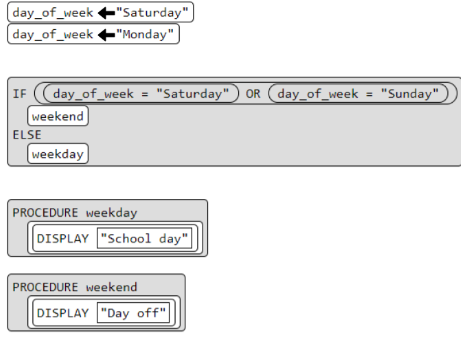 day_of_week ← "Saturday"
day_of_week ← "Monday"
IF ((day_of_week = "Saturday") OR (day_of_week = "Sunday"))
weekend
ELSE
weekday
PROCEDURE weekday
DISPLAY "School day"
PROCEDURE weekend
DISPLAY "Day off"